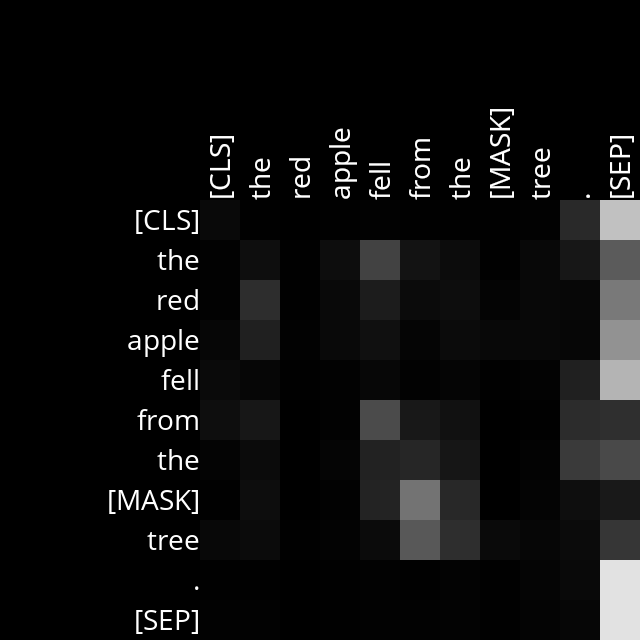 [CLS] the red apple fell from the [MASK] tree . [SEP]
[CLS]
the
red
apple
fell
from
the
[MASK]
tree
.
[SEP]